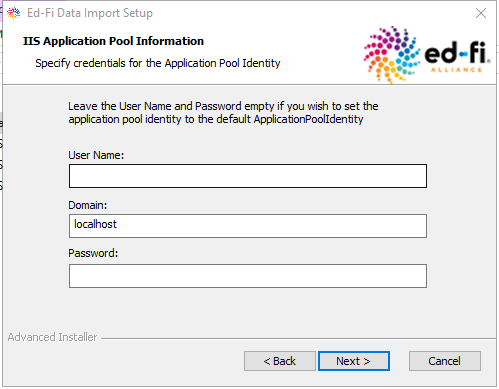 Ed-Fi Data Import Setup
IIS Application Pool Information
Specify credentials for the Application Pool Identity
ed-fi
ALLIANCE
Leave the User Name and Password empty if you wish to set the
application pool identity to the default ApplicationPoolIdentity
User Name:
Domain:
localhost
Password:
Advanced Installer
< Back
Next >
Cancel